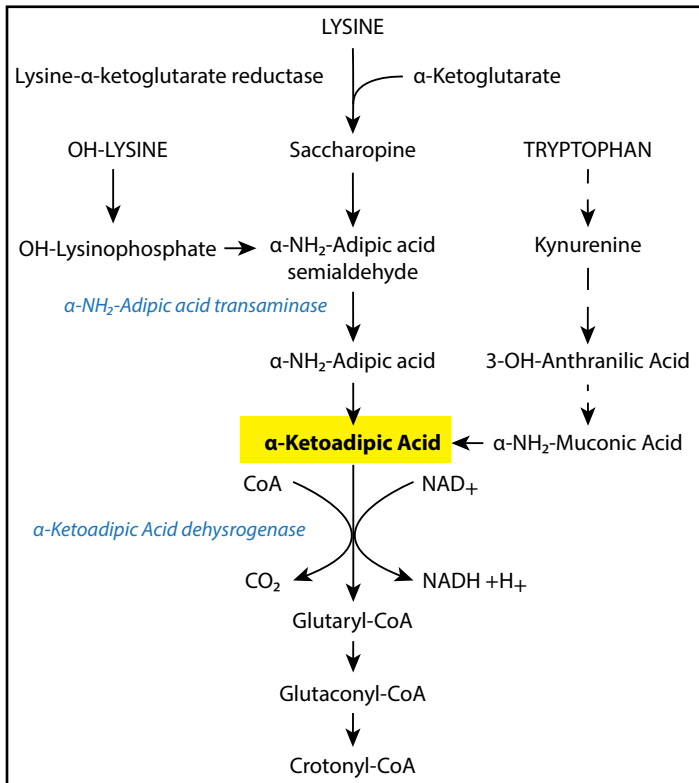 LYSINE
Lysine-α-ketoglutarate reductase
α-Ketoglutarate
OH-LYSINE
Saccharopine
TRYPTOPHAN
OH-Lysinophosphate
α-NH₂-Adipic acid
semialdehyde
Kynurenine
α-NH₂-Adipic acid transaminase
α-NH₂-Adipic acid
3-OH-Anthranilic Acid
α-Ketoadipic Acid
α-NH₂-Muconic Acid
CoA
NAD+
α-Ketoadipic Acid dehysrogenase
CO₂
NADH +H+
Glutaryl-CoA
Glutaconyl-CoA
Crotonyl-CoA